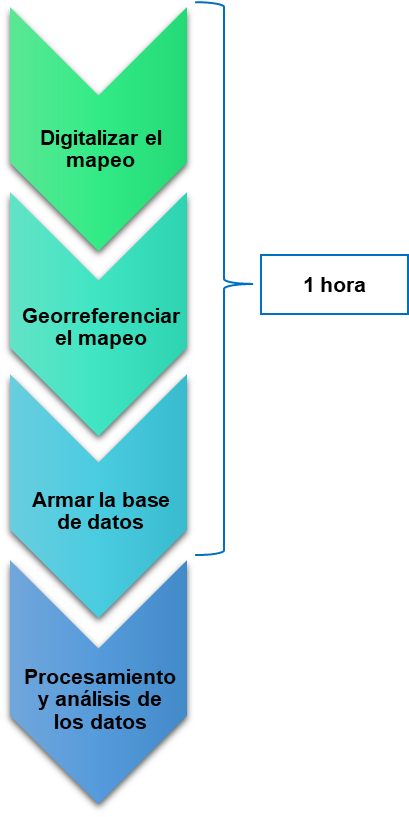 Digitalizar el
mapeo
Georreferenciar
el mapeo
1 hora
Armar la base
de datos
Procesamiento
y análisis de
los datos